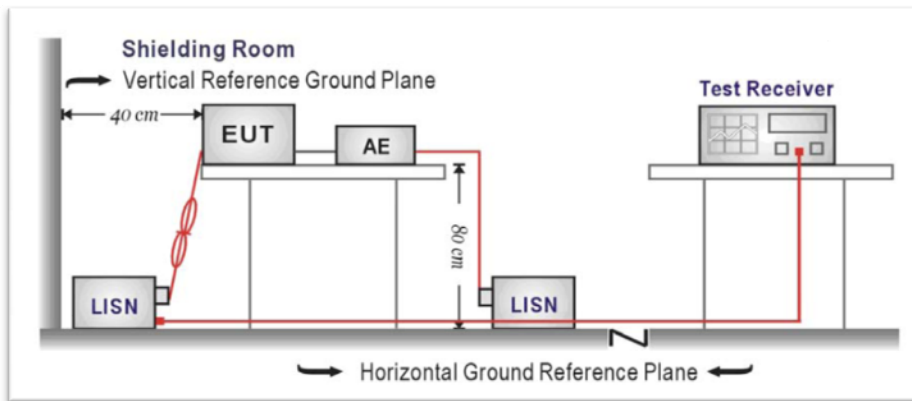 Shielding Room
Vertical Reference Ground Plane
40 cm
EUT
AE
Test Receiver
80 cm
LISN
LISN
Horizontal Ground Reference Plane